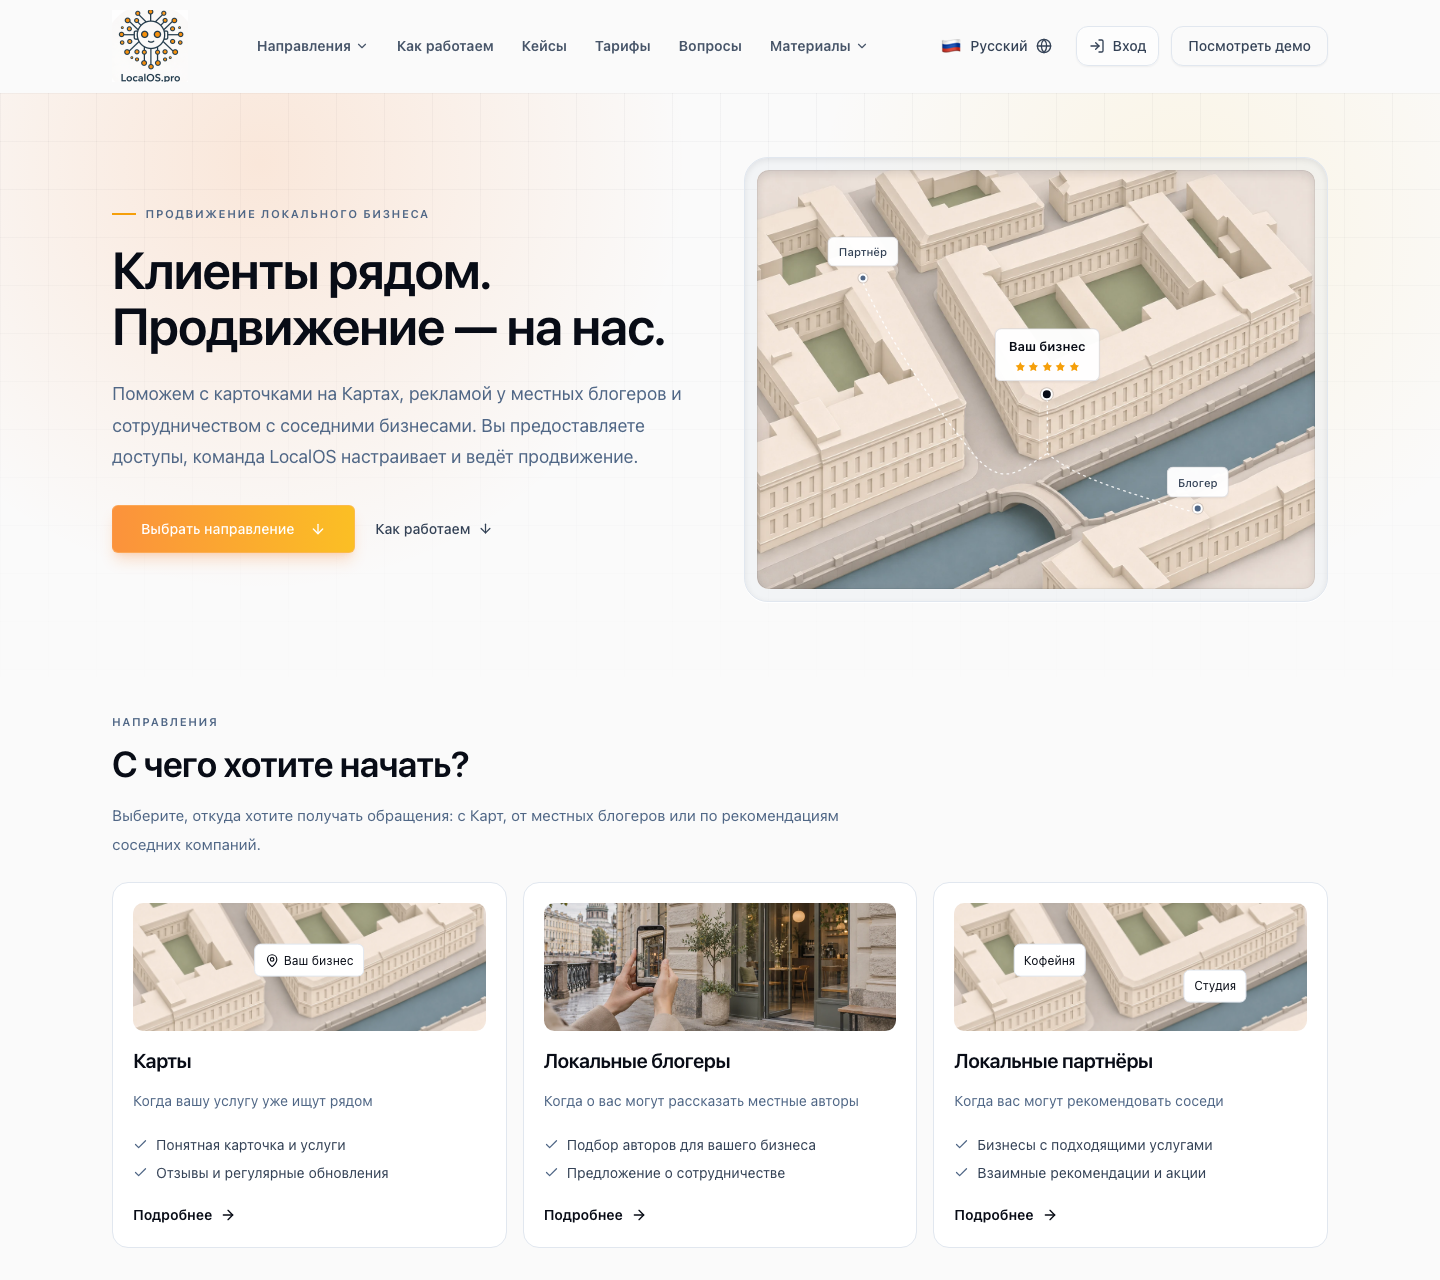 LocalOS.pro
Направления
Как работаем
Кейсы
Тарифы
Вопросы
Материалы
Русский
Вход
Посмотреть демо
ПРОДВИЖЕНИЕ ЛОКАЛЬНОГО БИЗНЕСА
Клиенты рядом.
Продвижение — на нас.
Поможем с карточками на Картах, рекламой у местных блогеров и
сотрудничеством с соседними бизнесами. Вы предоставляете
доступы, команда LocalOS настраивает и ведёт продвижение.
Выбрать направление
Как работаем
Партнёр
Ваш бизнес
Блогер
НАПРАВЛЕНИЯ
С чего хотите начать?
Выберите, откуда хотите получать обращения: с Карт, от местных блогеров или по рекомендациям
соседних компаний.
Ваш бизнес
Карты
Когда вашу услугу уже ищут рядом
Понятная карточка и услуги
Отзывы и регулярные обновления
Подробнее
Локальные блогеры
Когда о вас могут рассказать местные авторы
Подбор авторов для вашего бизнеса
Предложение о сотрудничестве
Подробнее
Кофейня
Студия
Локальные партнёры
Когда вас могут рекомендовать соседи
Бизнесы с подходящими услугами
Взаимные рекомендации и акции
Подробнее